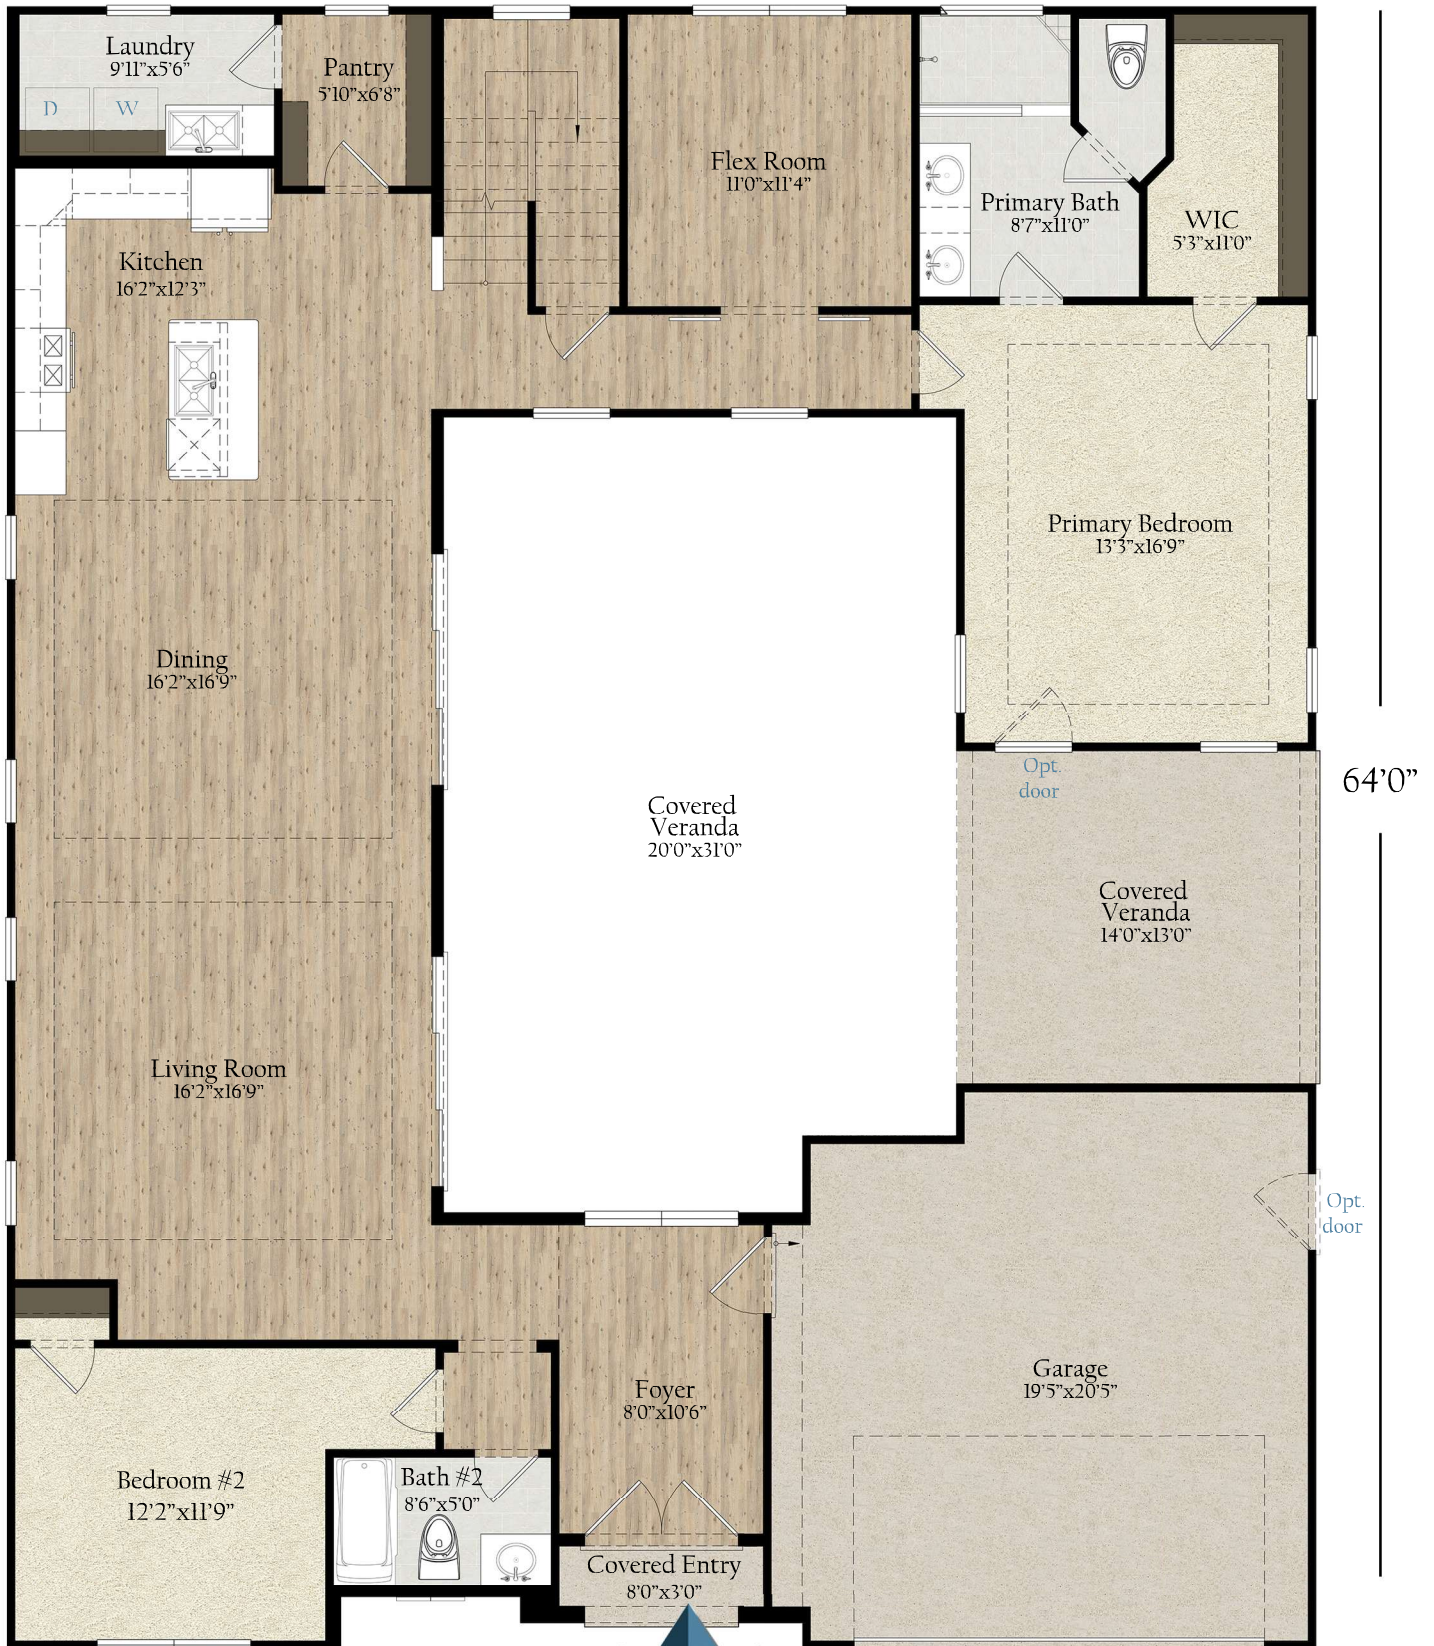 Laundry
9'11"x5'6"
D
W
Pantry
5'10"x6'8"
Flex Room
11'0"x11'4"
Primary Bath
8'7"x11'0"
WIC
5'3"x11'0"
Kitchen
16'2"x12'3"
Primary Bedroom
13'3"x16'9"
Dining
16'2"x16'9"
Opt.
door
64'0"
Covered
Veranda
20'0"x31'0"
Covered
Veranda
14'0"x13'0"
Living Room
16'2"x16'9"
Opt.
door
Garage
19'5"x20'5"
Foyer
8'0"x10'6"
Bedroom #2
12'2"x11'9"
Bath #2
8'6"x5'0"
Covered Entry
8'0"x3'0"